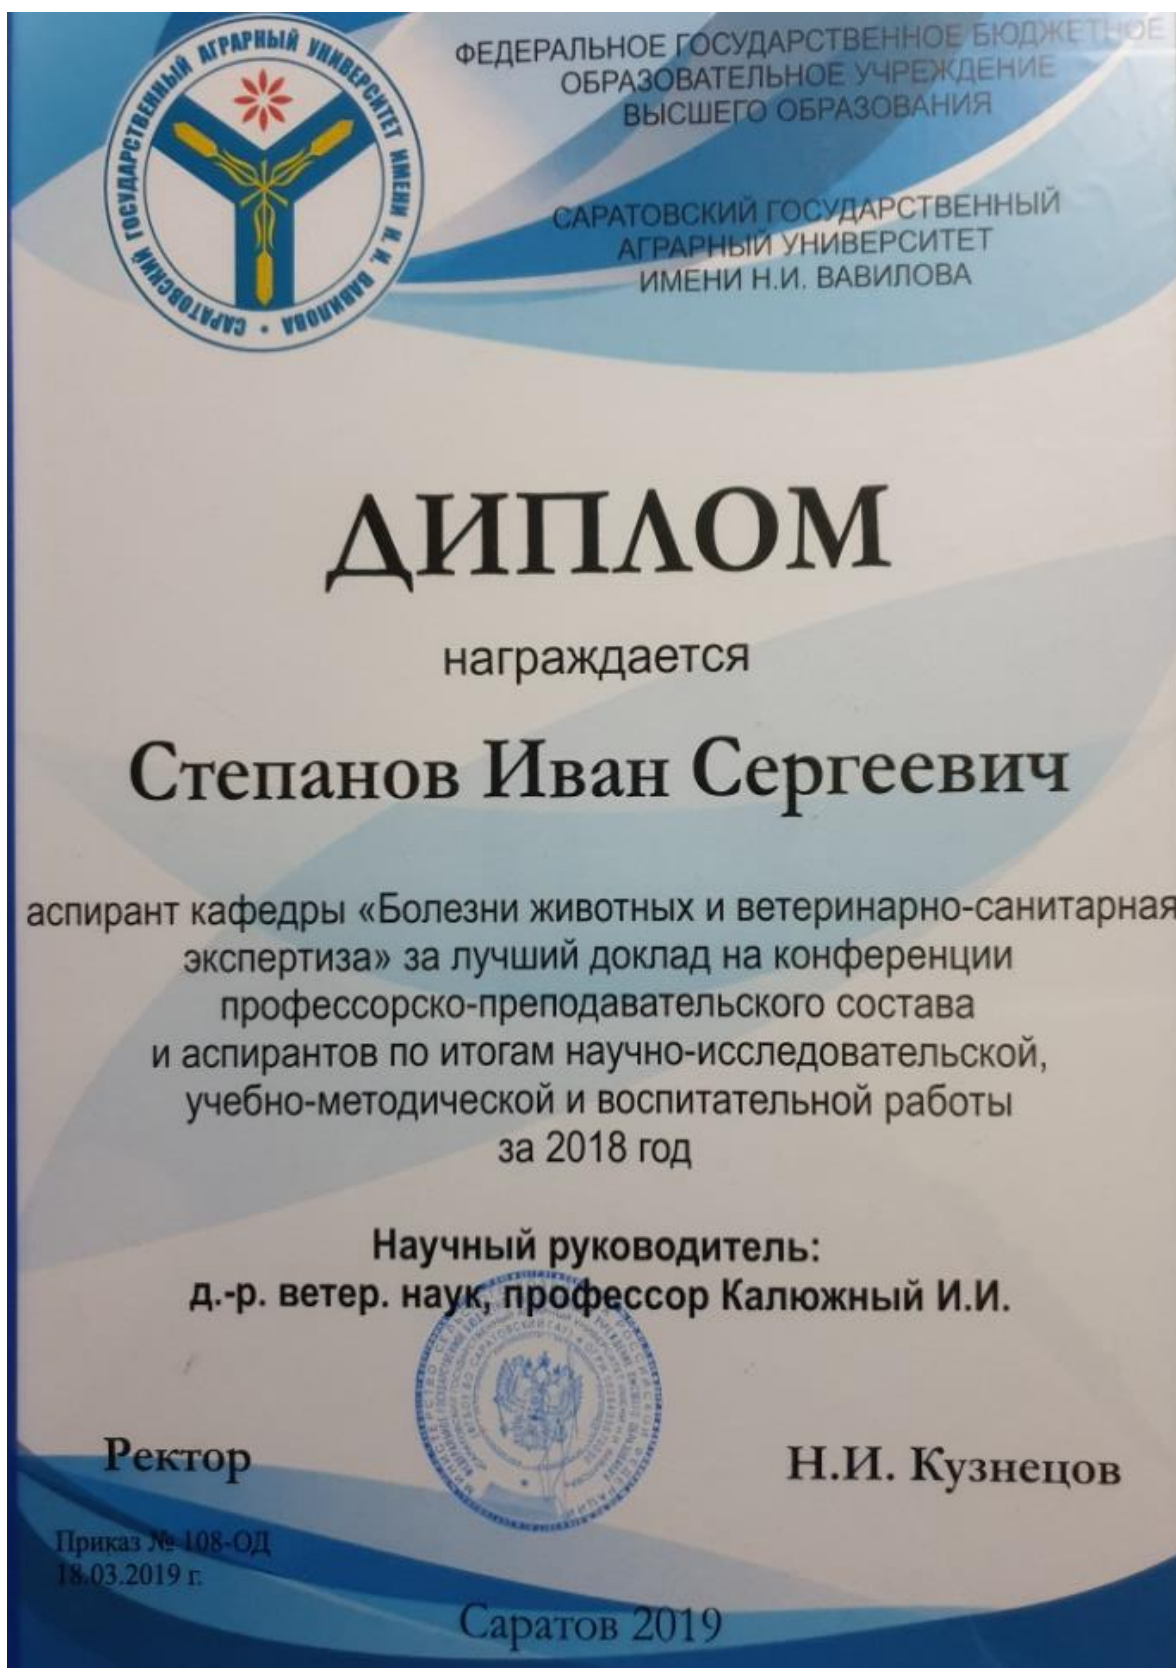 САРАТОВСКИЙ ГОСУДАРСТВЕННЫЙ АГРАРНЫЙ УНИВЕРСИТЕТ ИМЕНИ Н. И. ВАВИЛОВА •
ФЕДЕРАЛЬНОЕ ГОСУДАРСТВЕННОЕ БЮДЖЕТНОЕ
ОБРАЗОВАТЕЛЬНОЕ УЧРЕЖДЕНИЕ
ВЫСШЕГО ОБРАЗОВАНИЯ
САРАТОВСКИЙ ГОСУДАРСТВЕННЫЙ
АГРАРНЫЙ УНИВЕРСИТЕТ
ИМЕНИ Н.И. ВАВИЛОВА
ДИПЛОМ
награждается
Степанов Иван Сергеевич
аспирант кафедры «Болезни животных и ветеринарно-санитарная
экспертиза» за лучший доклад на конференции
профессорско-преподавательского состава
и аспирантов по итогам научно-исследовательской,
учебно-методической и воспитательной работы
за 2018 год
Научный руководитель:
д.-р. ветер. наук, профессор Калюжный И.И.
Ректор
Н.И. Кузнецов
Приказ № 108-ОД
18.03.2019 г.
Саратов 2019